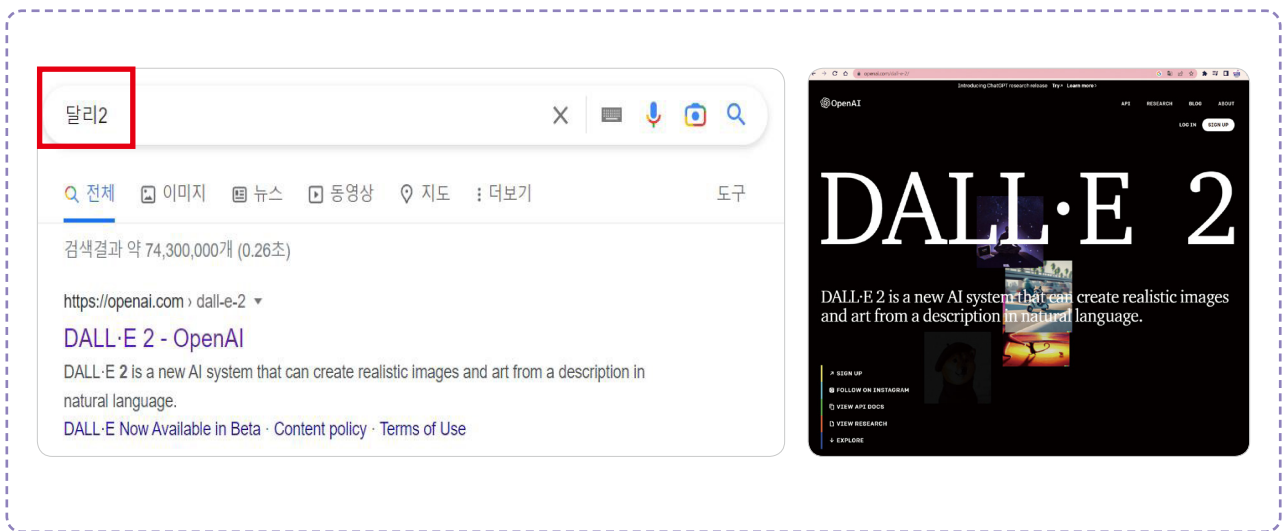 달리2
전체 이미지 뉴스 동영상 지도 더보기 도구
검색결과 약 74,300,000개 (0.26초)
https://openai.com › dall-e-2
DALL·E 2 - OpenAI
DALL·E 2 is a new AI system that can create realistic images and art from a description in
natural language.
DALL·E Now Available in Beta · Content policy · Terms of Use
openai.com/dall-e-2/
Introducing ChatGPT research release Try Learn more
OpenAI
API RESEARCH BLOG ABOUT
LOG IN SIGN UP
DALL·E 2
DALL·E 2 is a new AI system that can create realistic images
and art from a description in natural language.
SIGN UP
FOLLOW ON INSTAGRAM
VIEW API DOCS
VIEW RESEARCH
EXPLORE